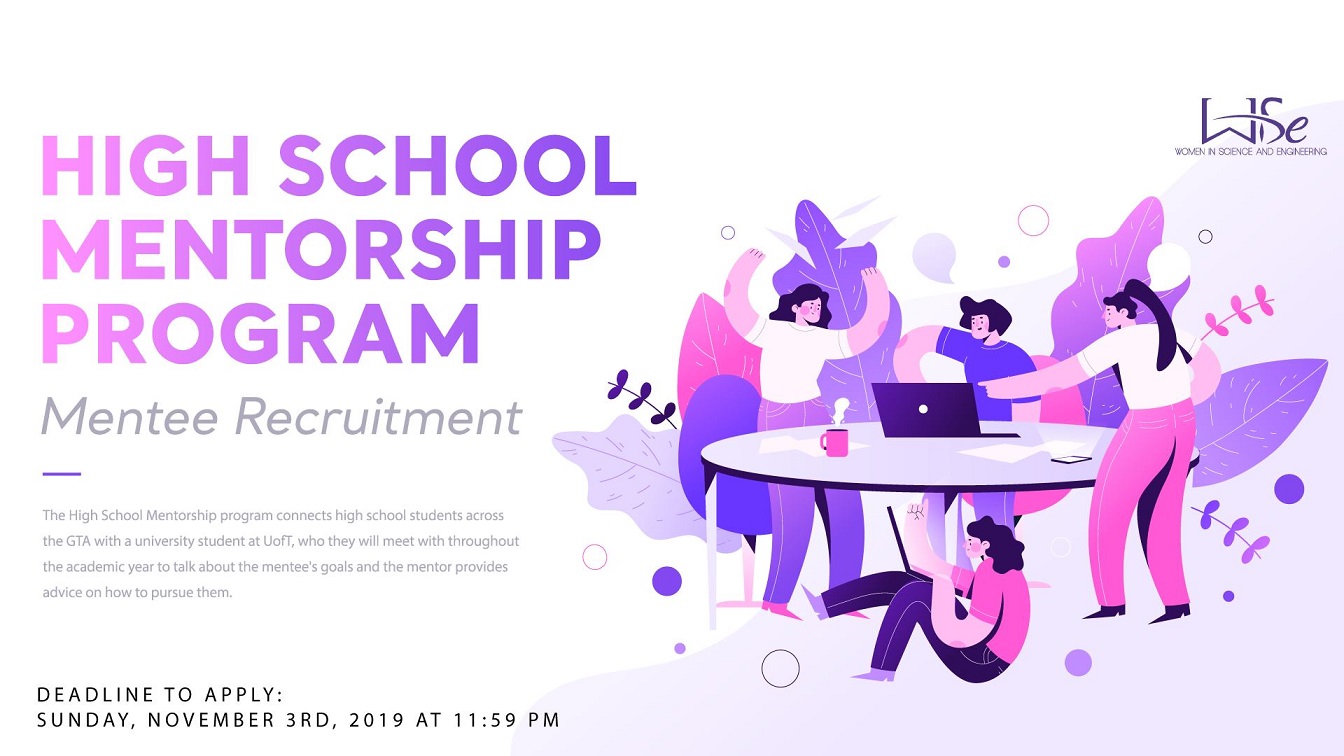 HIGH SCHOOL
MENTORSHIP
PROGRAM
Mentee Recruitment
The High School Mentorship program connects high school students across
the GTA with a university student at UofT, who they will meet with throughout
the academic year to talk about the mentee's goals and the mentor provides
advice on how to pursue them.
DEADLINE TO APPLY:
SUNDAY, NOVEMBER 3RD, 2019 AT 11:59 PM
WISe
WOMEN IN SCIENCE AND ENGINEERING